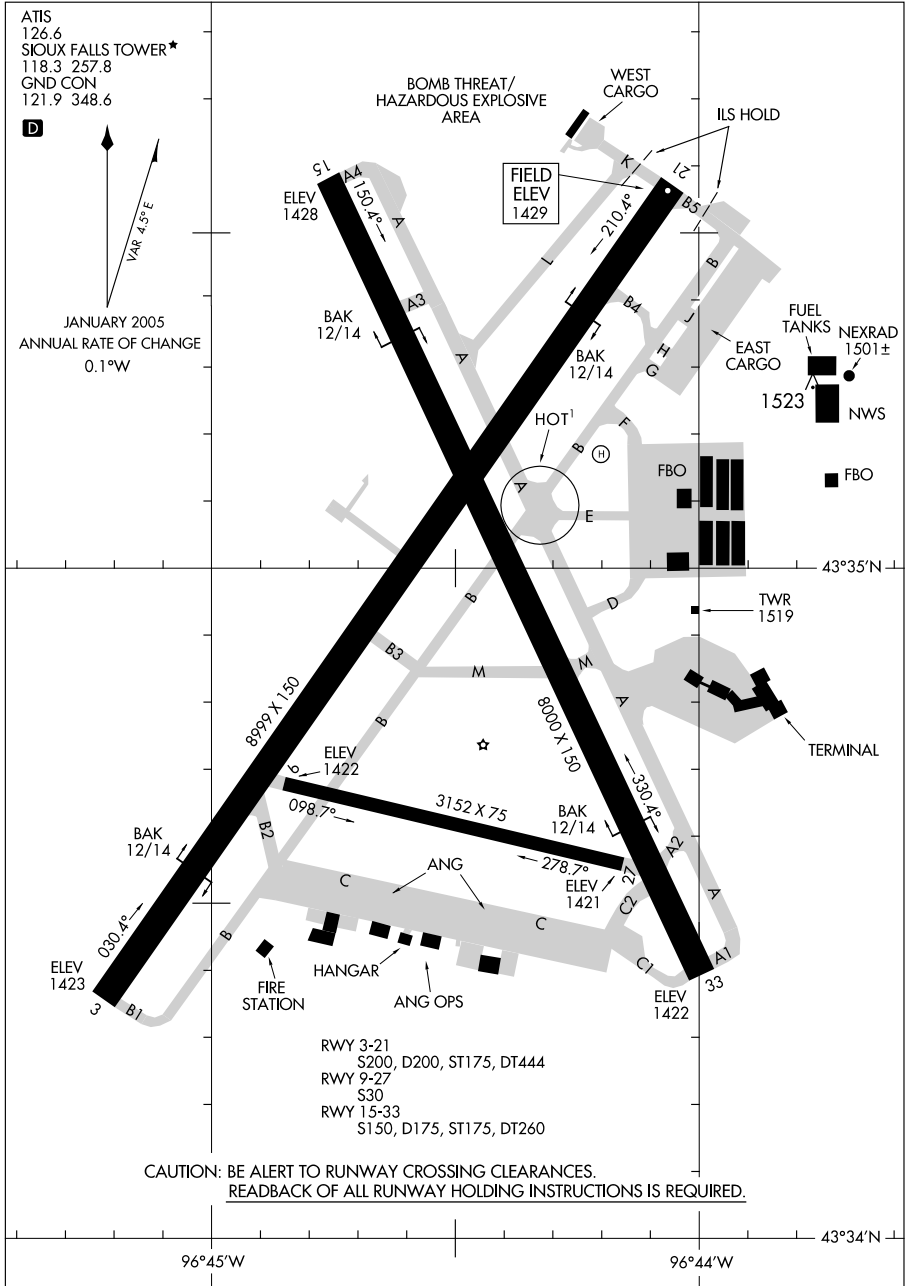 ATIS
126.6
SIOUX FALLS TOWER★
118.3 257.8
GND CON
121.9 348.6
D
VAR 4.5° E
JANUARY 2005
ANNUAL RATE OF CHANGE
0.1°W
BOMB THREAT/
HAZARDOUS EXPLOSIVE
AREA
WEST
CARGO
ILS HOLD
K
21
FIELD
ELEV
1429
210.4°
B5
15
A4
ELEV
1428
150.4°
A
L
B
A3
B4
J
BAK
12/14
A
BAK
12/14
H
G
EAST
CARGO
FUEL
TANKS
NEXRAD
1501±
1523
NWS
HOT¹
F
B
H
FBO
FBO
A
E
43°35'N
B
D
TWR
1519
B3
M
M
A
8999 X 150
8000 X 150
B
TERMINAL
ELEV
1422
9
098.7°
3152 X 75
330.4°
BAK
12/14
B2
BAK
12/14
A2
278.7°
27
ELEV
1421
ANG
C
C
C2
A
030.4°
B
HANGAR
ANG OPS
FIRE
STATION
C1
A1
33
ELEV
1423
ELEV
1422
3
B1
RWY 3-21
S200, D200, ST175, DT444
RWY 9-27
S30
RWY 15-33
S150, D175, ST175, DT260
CAUTION: BE ALERT TO RUNWAY CROSSING CLEARANCES.
READBACK OF ALL RUNWAY HOLDING INSTRUCTIONS IS REQUIRED.
43°34'N
96°45'W
96°44'W